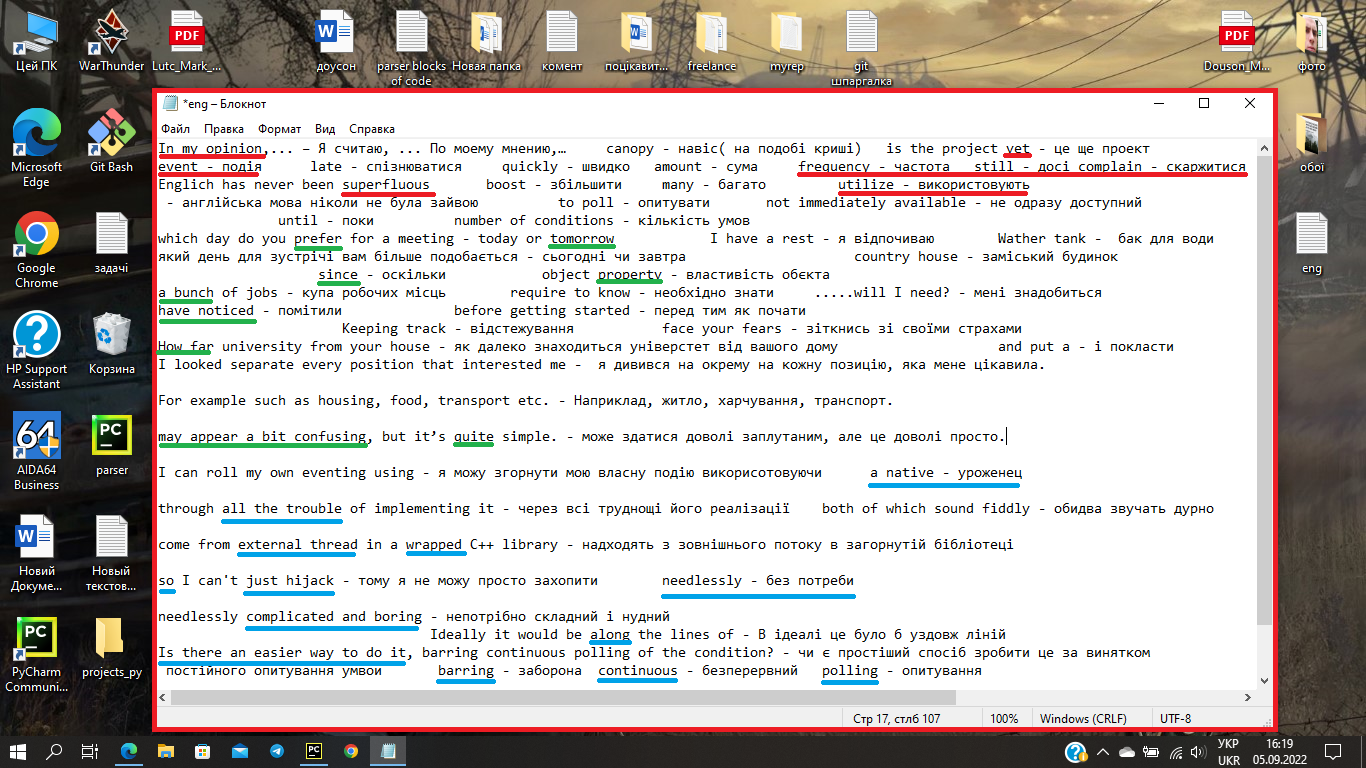 Цей ПК
WarThunder
Lutc_Mark_...
доусон
parser blocks of code
Новая папка
комент
поцікавит...
freelance
myrep
git шпаргалка
Douson_M...
фото
Microsoft Edge
Git Bash
обої
Google Chrome
задачі
eng
HP Support Assistant
Корзина
AIDA64 Business
parser
Новий Докуме...
Новый текстов...
PyCharm Communi...
projects_py
*eng – Блокнот
Файл Правка Формат Вид Справка
In my opinion,... – Я считаю, ... По моему мнению,… canopy - навіс( на подобі криші) is the project yet - це ще проект
event - подія late - спізнюватися quickly - швидко amount - сума frequency - частота still - досі complain - скаржитися
Englich has never been superfluous boost - збільшити many - багато utilize - використовують
- англійська мова ніколи не була зайвою to poll - опитувати not immediately available - не одразу доступний
until - поки number of conditions - кількість умов
which day do you prefer for a meeting - today or tomorrow I have a rest - я відпочиваю Wather tank - бак для води
який день для зустрічі вам більше подобається - сьогодні чи завтра country house - заміський будинок
since - оскільки object property - властивість обєкта
a bunch of jobs - купа робочих місць require to know - необхідно знати .....will I need? - мені знадобиться
have noticed - помітили before getting started - перед тим як почати
Keeping track - відстежування face your fears - зіткнись зі своїми страхами
How far university from your house - як далеко знаходиться універстет від вашого дому and put a - і покласти
I looked separate every position that interested me - я дивився на окрему на кожну позицію, яка мене цікавила.
For example such as housing, food, transport etc. - Наприклад, житло, харчування, транспорт.
may appear a bit confusing, but it’s quite simple. - може здатися доволі заплутаним, але це доволі просто.
I can roll my own eventing using - я можу згорнути мою власну подію використовуючи a native - уроженец
through all the trouble of implementing it - через всі труднощі його реалізації both of which sound fiddly - обидва звучать дурно
come from external thread in a wrapped C++ library - надходять з зовнішнього потоку в загорнутій бібліотеці
so I can't just hijack - тому я не можу просто захопити needlessly - без потреби
needlessly complicated and boring - непотрібно складний і нудний
Ideally it would be along the lines of - В ідеалі це було б уздовж ліній
Is there an easier way to do it, barring continuous polling of the condition? - чи є простіший спосіб зробити це за винятком
постійного опитування умвои barring - заборона continuous - безперервний polling - опитування
Стр 17, стлб 107 100% Windows (CRLF) UTF-8
УКР 16:19
UKR 05.09.2022